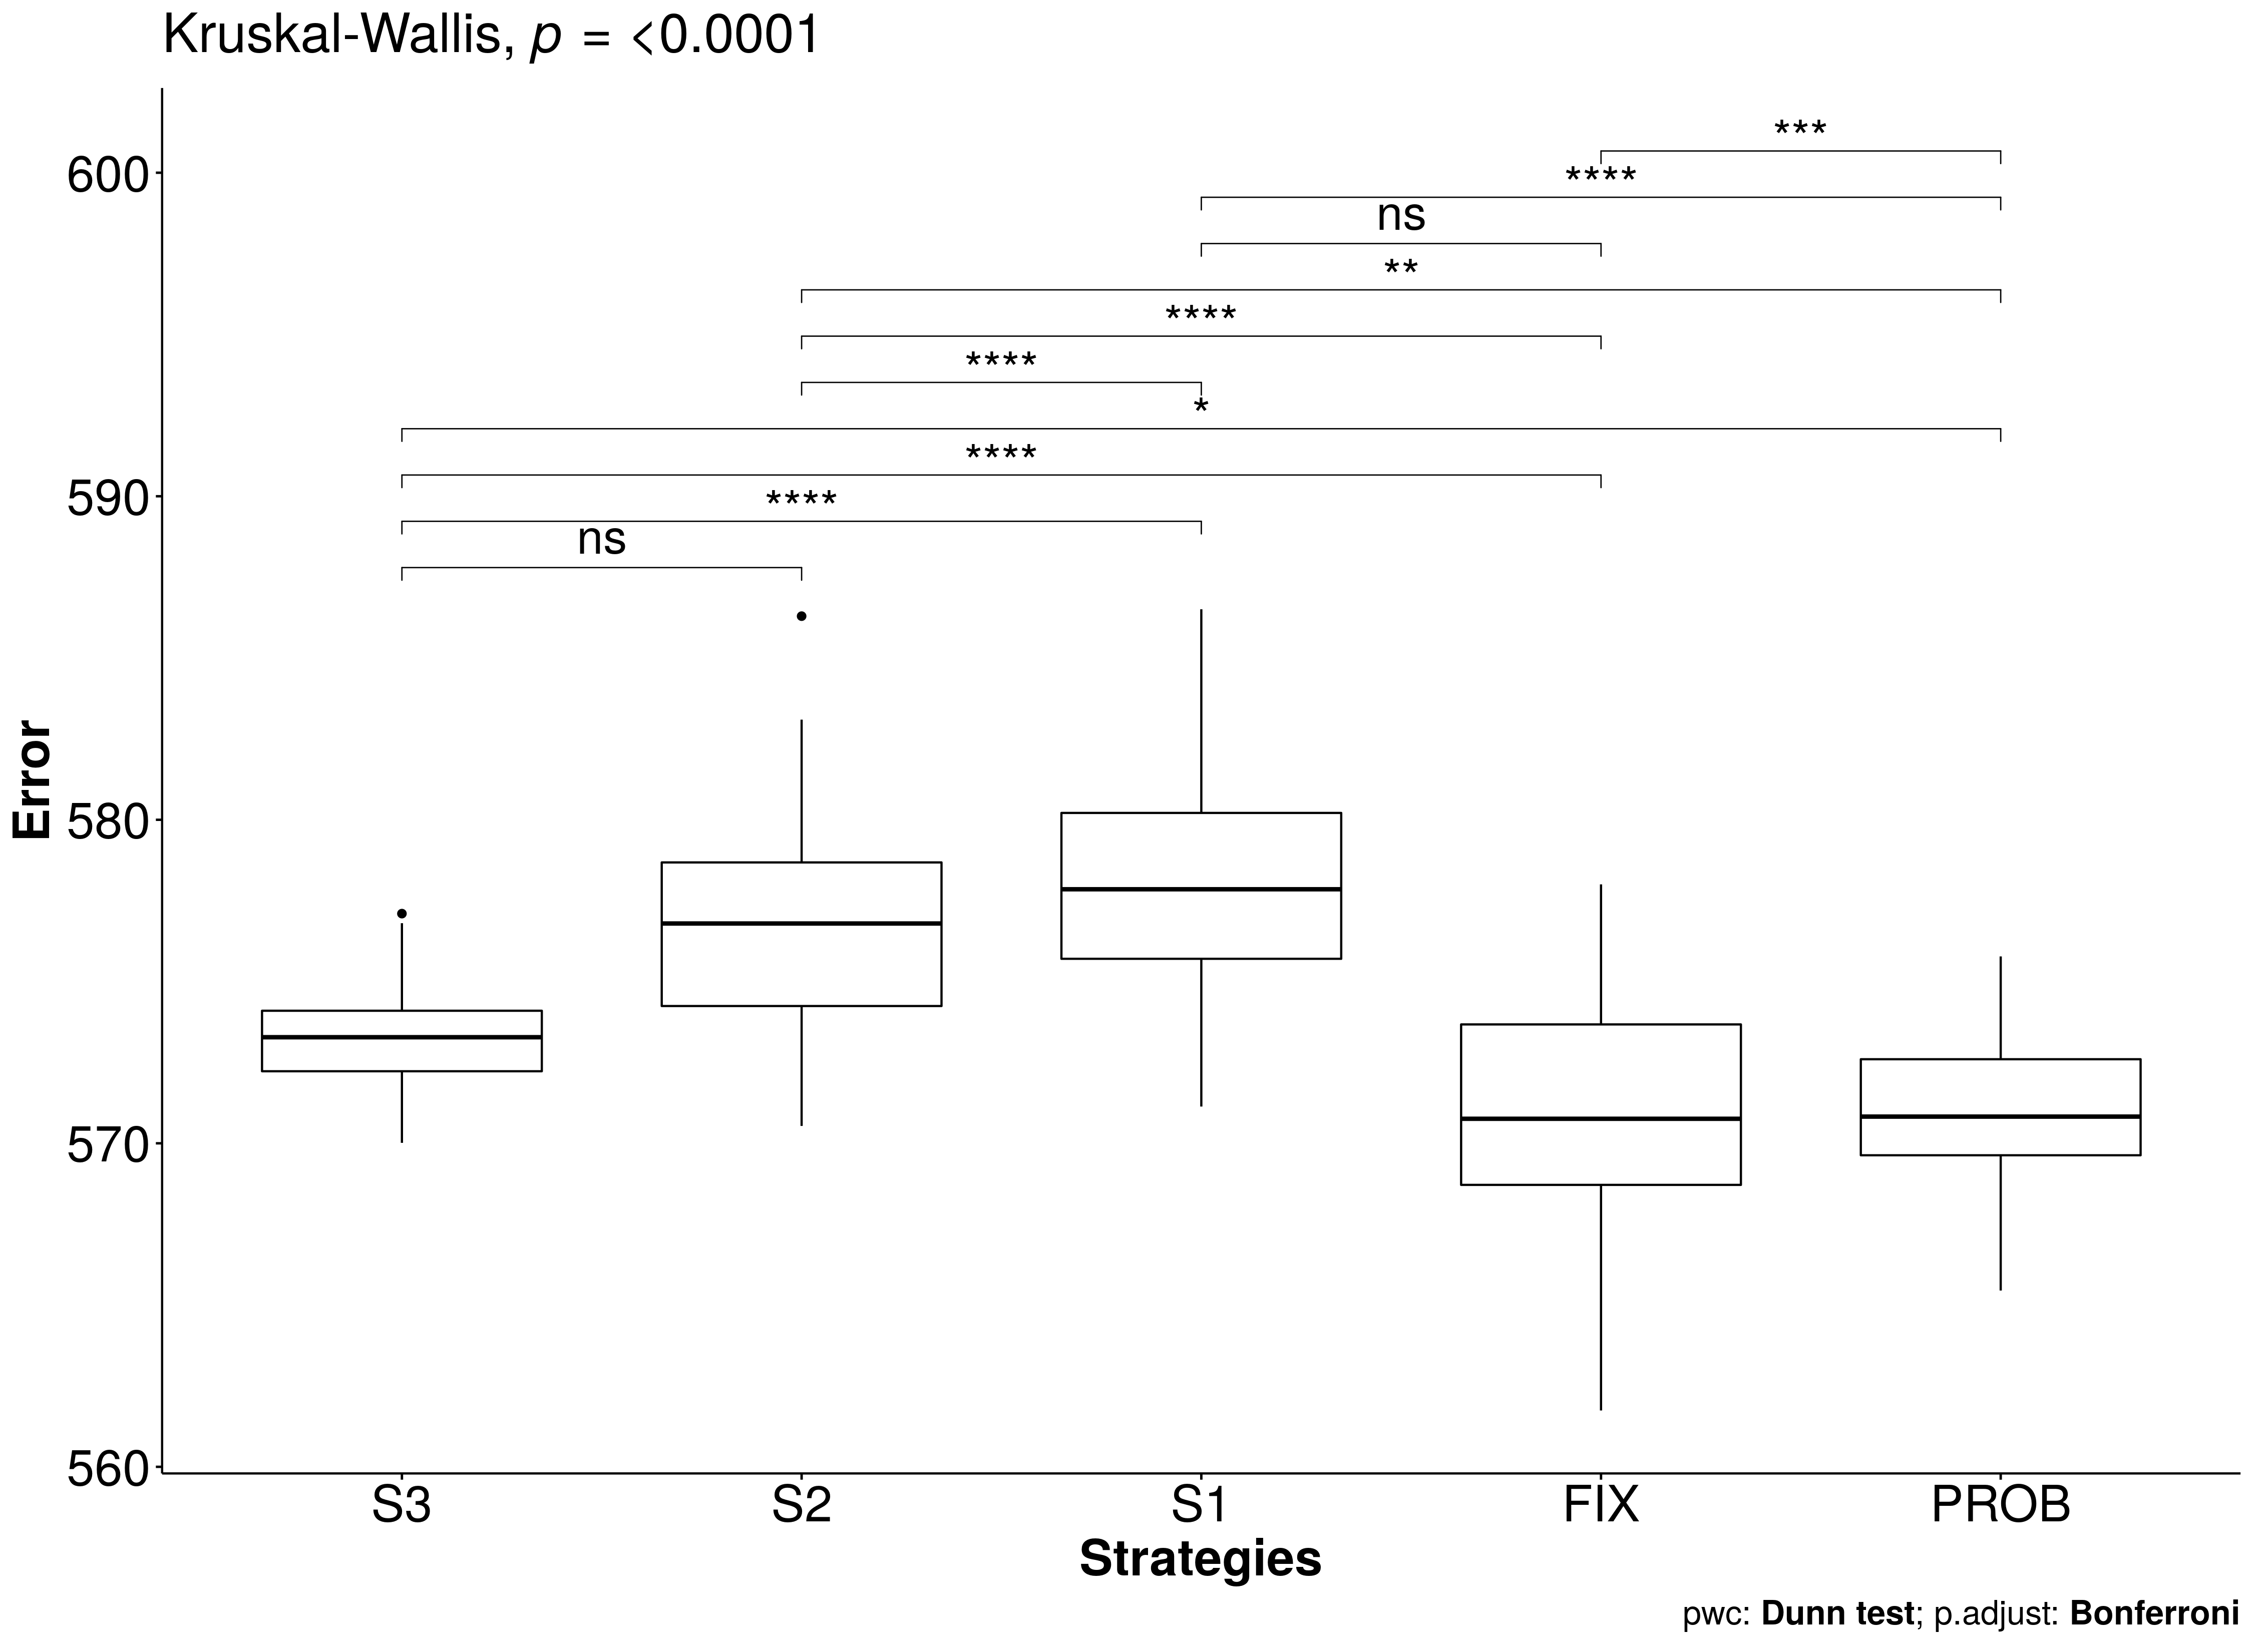 Kruskal-Wallis, p = <0.0001
***
600
****
ns
**
****
****
*
****
590
****
ns
Error
580
570
560
S3 S2 S1 FIX PROB
Strategies
pwc: Dunn test; p.adjust: Bonferroni